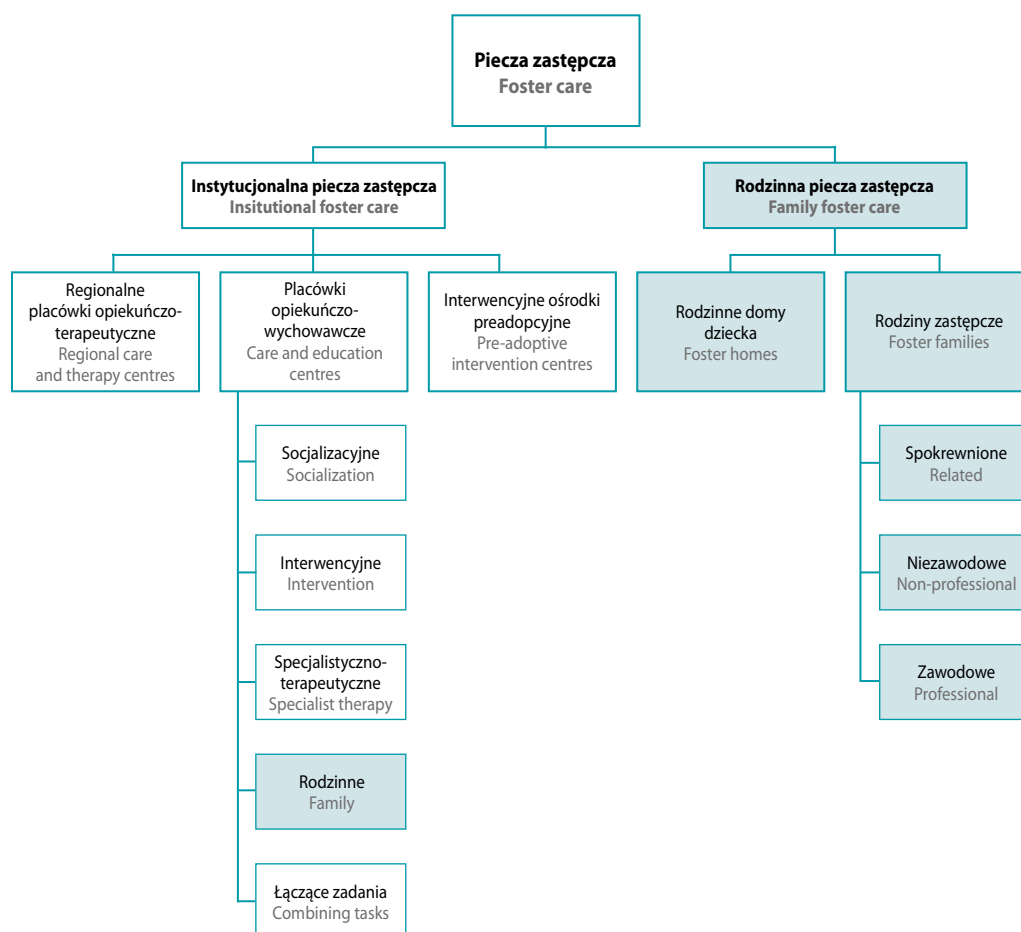 Piecza zastępcza
Foster care
Instytucjonalna piecza zastępcza
Insitutional foster care
Rodzinna piecza zastępcza
Family foster care
Regionalne
placówki opiekuńczo-
terapeutyczne
Regional care
and therapy centres
Placówki
opiekuńczo-
wychowawcze
Care and education
centres
Interwencyjne ośrodki
preadopcyjne
Pre-adoptive
intervention centres
Rodzinne domy
dziecka
Foster homes
Rodziny zastępcze
Foster families
Socjalizacyjne
Socialization
Interwencyjne
Intervention
Specjalistyczno-
terapeutyczne
Specialist therapy
Rodzinne
Family
Łączące zadania
Combining tasks
Spokrewnione
Related
Niezawodowe
Non-professional
Zawodowe
Professional